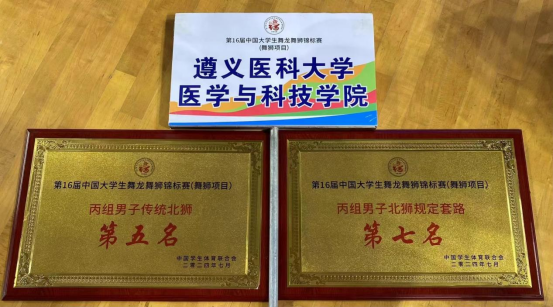 第16届中国大学生舞龙舞狮锦标赛
(舞狮项目)
遵义医科大学
医学与科技学院
第16届中国大学生舞龙舞狮锦标赛(舞狮项目)
丙组男子传统北狮
第五名
中国学生体育联合会
二零二四年七月
第16届中国大学生舞龙舞狮锦标赛(舞狮项目)
丙组男子北狮规定套路
第七名
中国学生体育联合会
二零二四年七月